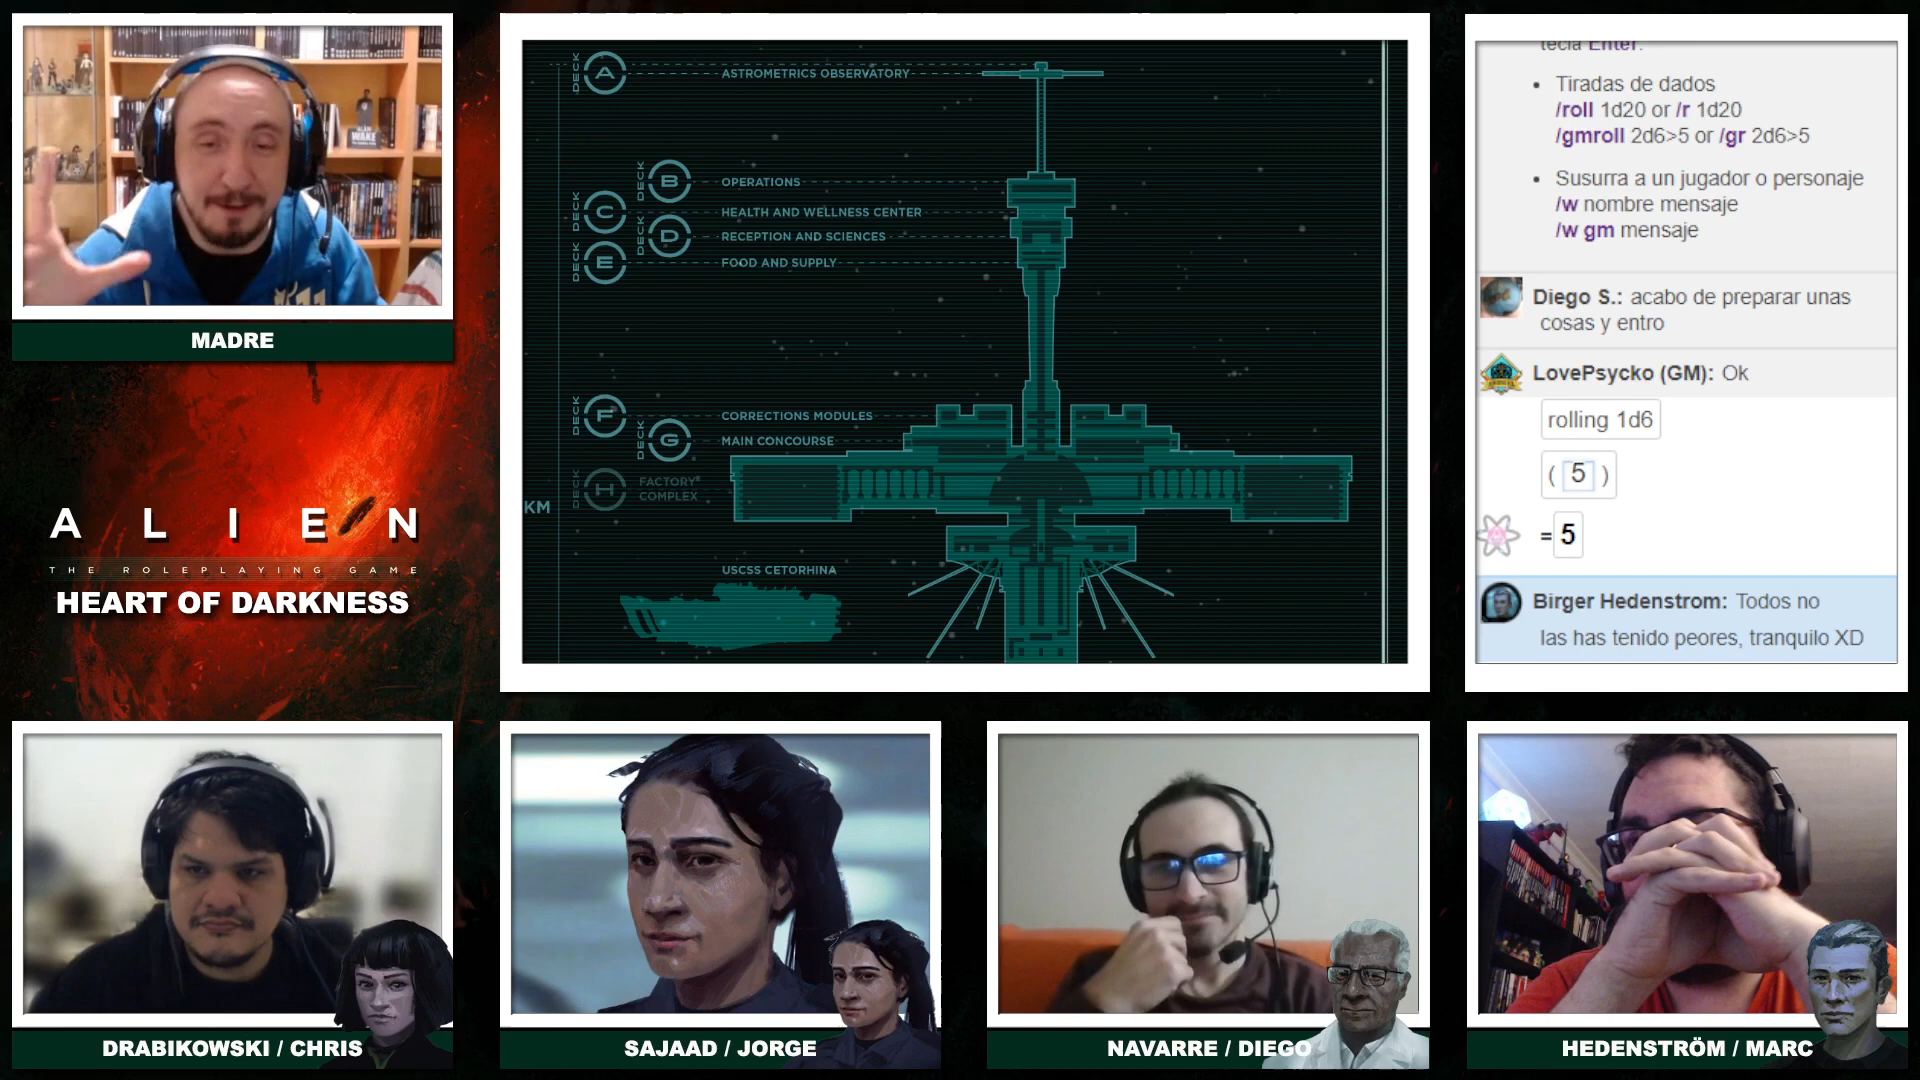 MADRE
ALIEN
THE ROLEPLAYING GAME
HEART OF DARKNESS
DECK A
ASTROMETRICS OBSERVATORY
DECK B
OPERATIONS
DECK C
HEALTH AND WELLNESS CENTER
DECK D
RECEPTION AND SCIENCES
DECK E
FOOD AND SUPPLY
DECK F
CORRECTIONS MODULES
DECK G
MAIN CONCOURSE
DECK H
FACTORY
COMPLEX
KM
USCSS CETORHINA
tecla Enter.
• Tiradas de dados
/roll 1d20 or /r 1d20
/gmroll 2d6>5 or /gr 2d6>5
• Susurra a un jugador o personaje
/w nombre mensaje
/w gm mensaje
Diego S.: acabo de preparar unas
cosas y entro
LovePsycko (GM): Ok
rolling 1d6
( 5 )
= 5
Birger Hedenstrom: Todos no
las has tenido peores, tranquilo XD
ALAN
WAKE
DRABIKOWSKI / CHRIS
SAJAAD / JORGE
NAVARRE / DIEGO
HEDENSTRÖM / MARC